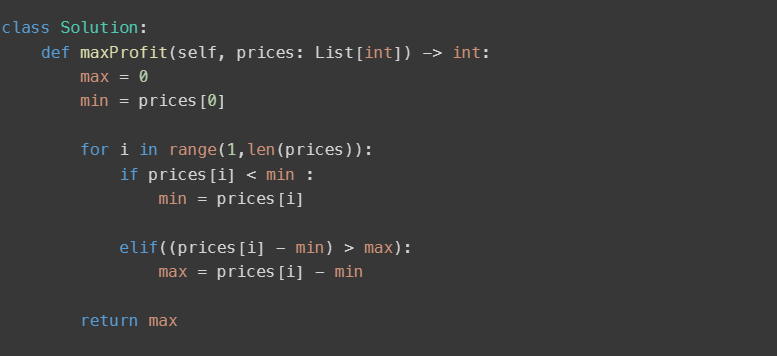 class Solution:
    def maxProfit(self, prices: List[int]) -> int:
        max = 0
        min = prices[0]

        for i in range(1,len(prices)):
            if prices[i] < min :
                min = prices[i]

            elif((prices[i] - min) > max):
                max = prices[i] - min

        return max